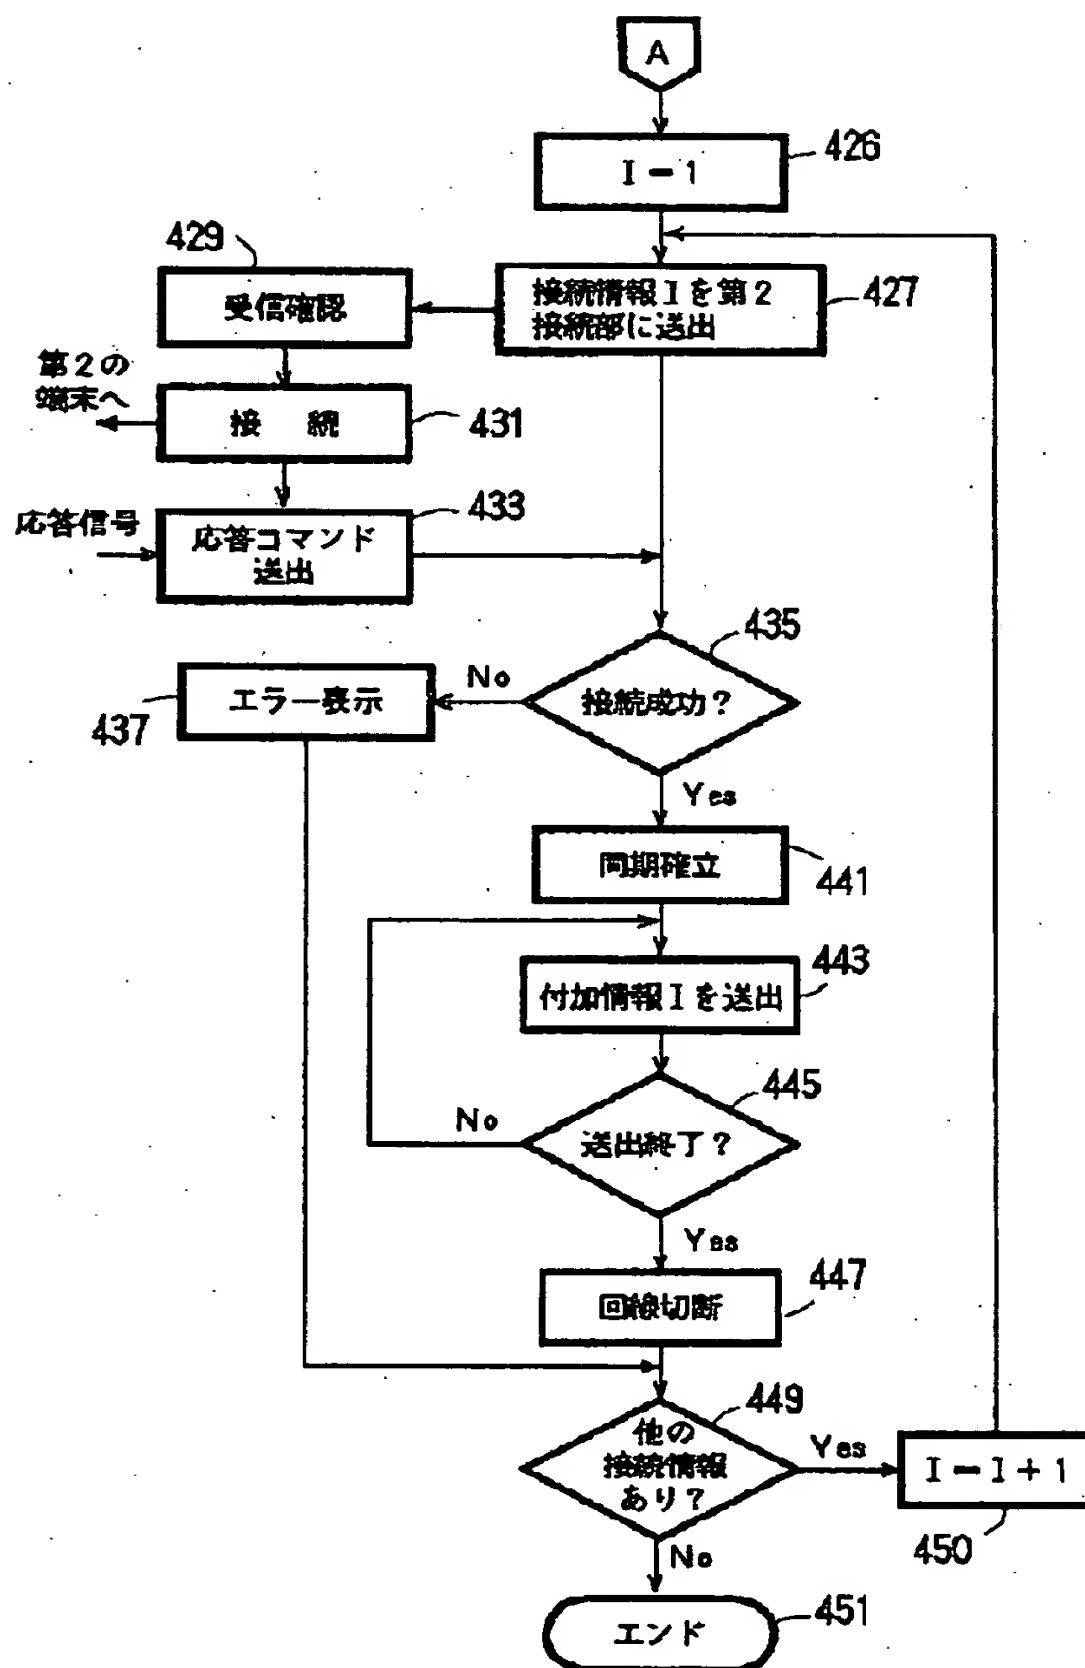 A
I = 1
426
429
接続情報Iを第2
接続部に送出
427
受信確認
第2の
端末へ
接 続
431
応答信号
433
応答コマンド
送出
435
接続成功?
No
エラー表示
437
Yes
同期確立
441
443
付加情報Iを送出
445
送出終了?
No
Yes
447
回線切断
449
他の
接続情報
あり?
Yes
I = I + 1
450
No
エンド
451